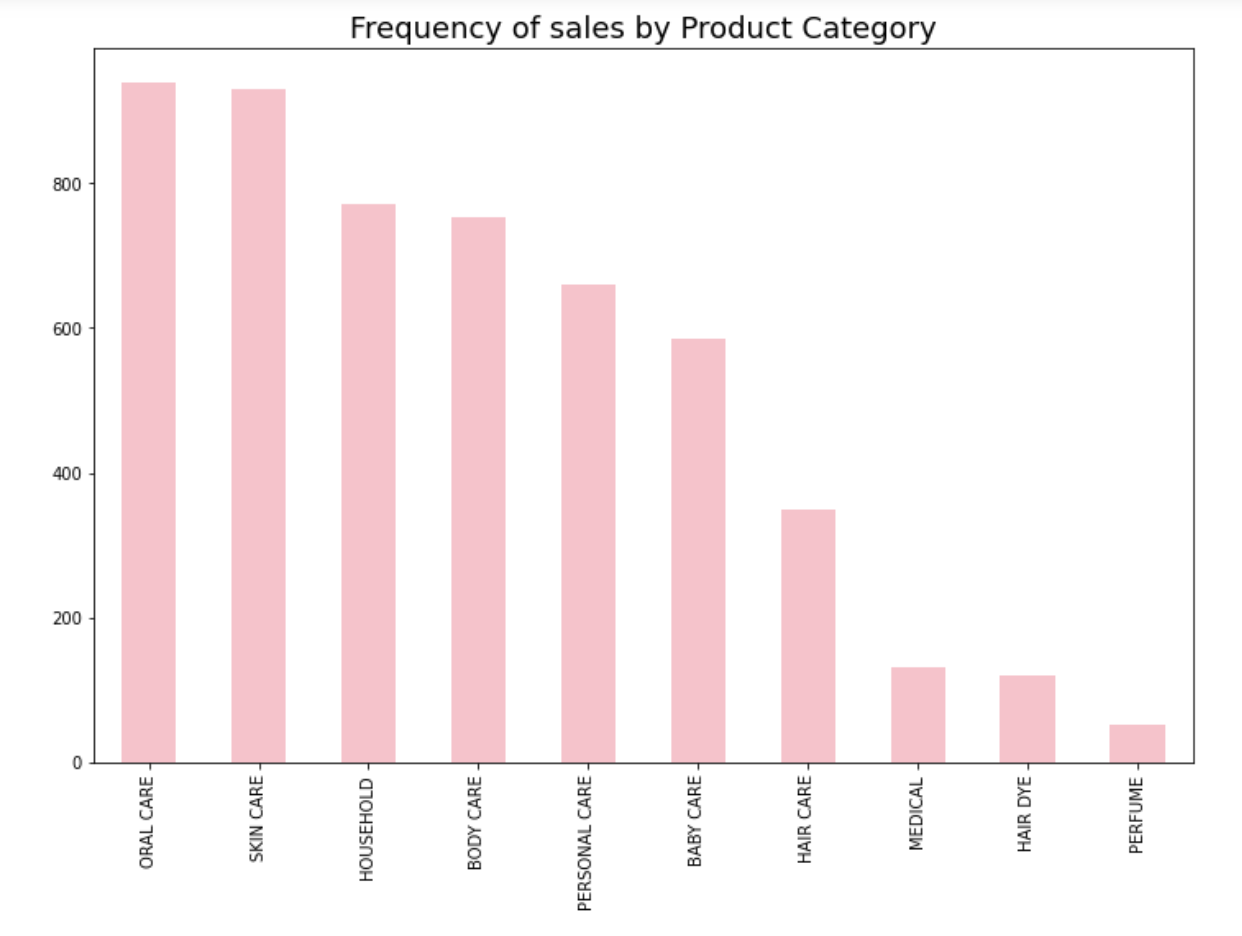 Frequency of sales by Product Category
800
600
400
200
0
ORAL CARE
SKIN CARE
HOUSEHOLD
BODY CARE
PERSONAL CARE
BABY CARE
HAIR CARE
MEDICAL
HAIR DYE
PERFUME